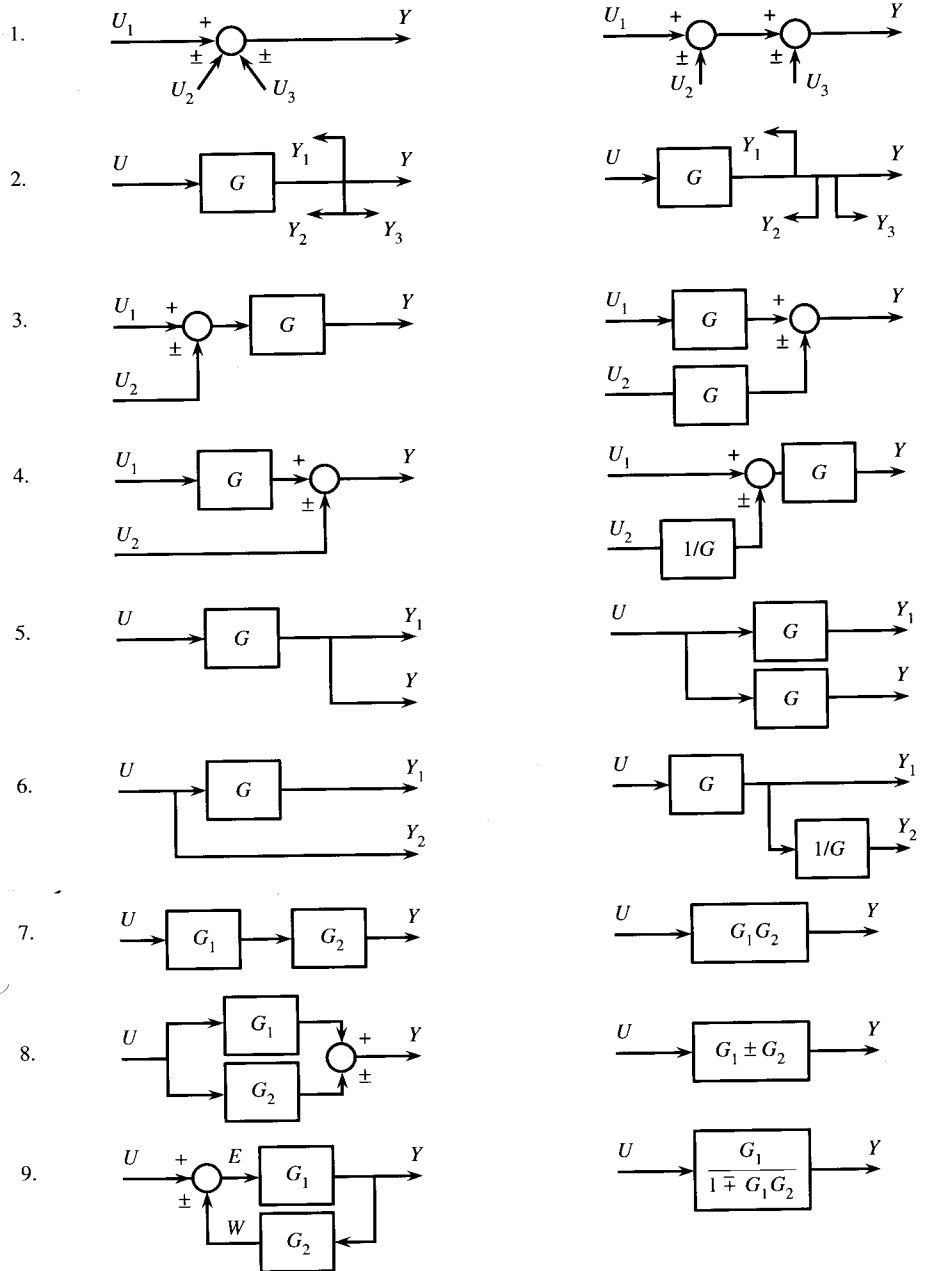 1.
U₁ + ± ± Y
U₂ U₃
U₁ + + Y
± ±
U₂ U₃
2.
U G Y₁ Y
Y₂ Y₃
U G Y₁ Y
Y₂ Y₃
3.
U₁ + G Y
±
U₂
U₁ G + Y
±
U₂ G
4.
U₁ G + Y
±
U₂
U₁ + G Y
±
U₂ 1/G
5.
U G Y₁
Y
U G Y₁
G Y
6.
U G Y₁
Y₂
U G Y₁
1/G Y₂
7.
U G₁ G₂ Y
U G₁G₂ Y
8.
U G₁ + Y
G₂ ±
U G₁ ± G₂ Y
9.
U + E G₁ Y
±
W G₂
U G₁ Y
1 ∓ G₁G₂